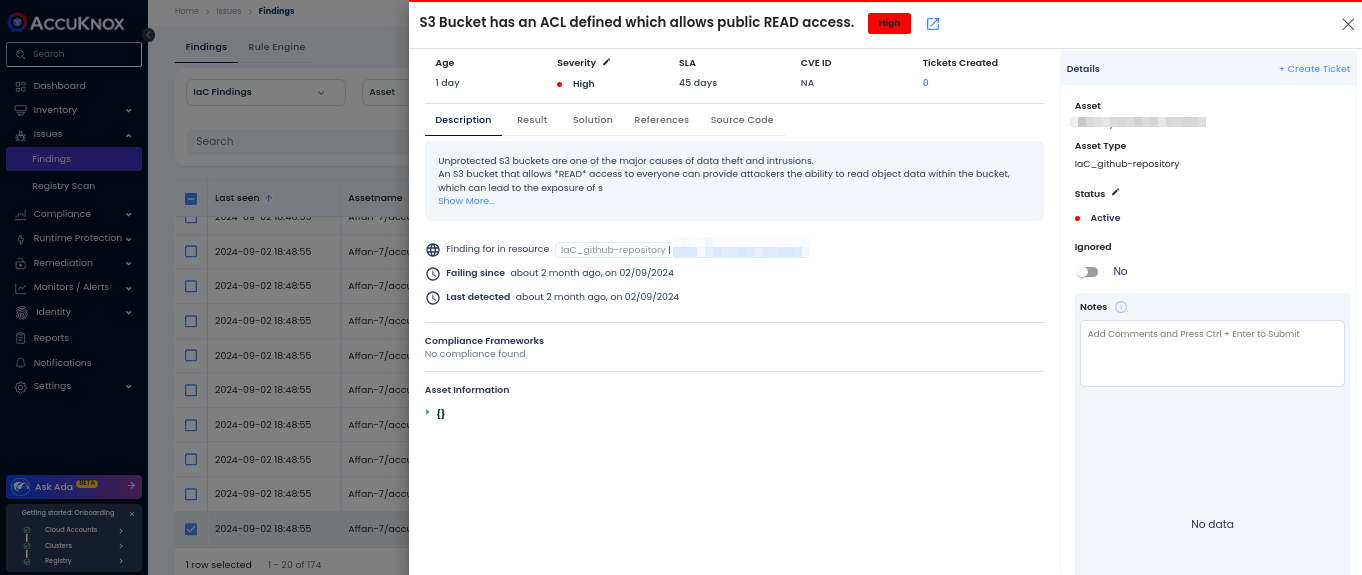 ACCUKNOX
Search
Dashboard
Inventory
Issues
Findings
Registry Scan
Compliance
Runtime Protection
Remediation
Monitors / Alerts
Identity
Reports
Notifications
Settings
Ask Ada BETA
Getting started: Onboarding
Cloud Accounts
Clusters
Registry
Home > Issues > Findings
Findings Rule Engine
IaC Findings Asset
Search
Last seen Assetname
2024-09-02 18:48:55 Affan-7/accu
2024-09-02 18:48:55 Affan-7/accu
2024-09-02 18:48:55 Affan-7/accu
2024-09-02 18:48:55 Affan-7/accu
2024-09-02 18:48:55 Affan-7/accu
2024-09-02 18:48:55 Affan-7/accu
2024-09-02 18:48:55 Affan-7/accu
2024-09-02 18:48:55 Affan-7/accu
2024-09-02 18:48:55 Affan-7/accu
2024-09-02 18:48:55 Affan-7/accu
1 row selected 1 - 20 of 174
S3 Bucket has an ACL defined which allows public READ access. High
Age Severity SLA CVE ID Tickets Created
1 day High 45 days NA 0
Description Result Solution References Source Code
Unprotected S3 buckets are one of the major causes of data theft and intrusions.
An S3 bucket that allows *READ* access to everyone can provide attackers the ability to read object data within the bucket,
which can lead to the exposure of s
Show More...
Finding for in resource IaC_github-repository |
Failing since about 2 month ago, on 02/09/2024
Last detected about 2 month ago, on 02/09/2024
Compliance Frameworks
No compliance found
Asset Information
{}
Details + Create Ticket
Asset
Asset Type
IaC_github-repository
Status
Active
Ignored
No
Notes
Add Comments and Press Ctrl + Enter to Submit
No data